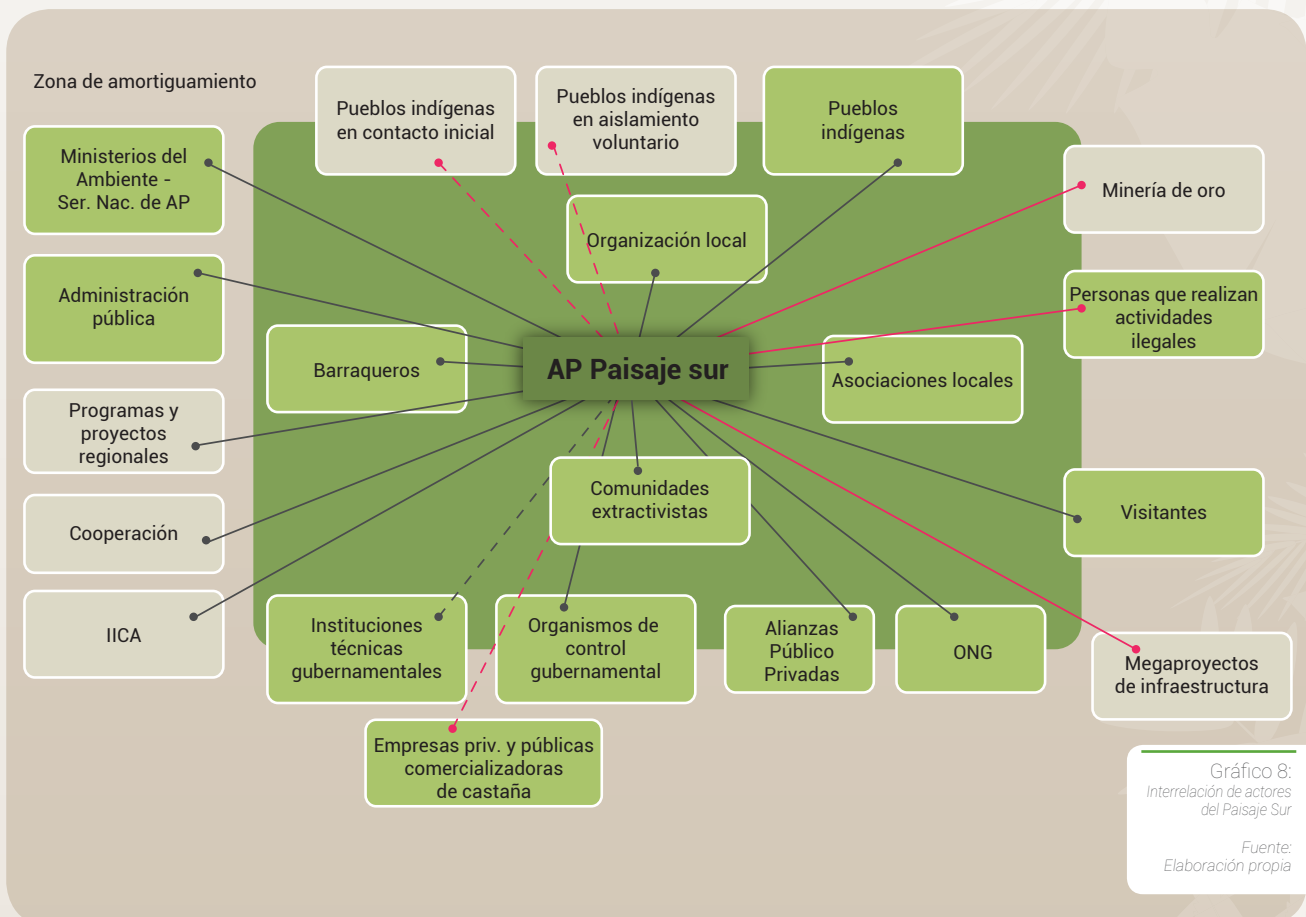 Zona de amortiguamiento
Pueblos indígenas
en contacto inicial
Pueblos indígenas
en aislamiento
voluntario
Pueblos
indígenas
Ministerios del
Ambiente -
Ser. Nac. de AP
Minería de oro
Organización local
Administración
pública
Personas que realizan
actividades
ilegales
Barraqueros
AP Paisaje sur
Asociaciones locales
Programas y
proyectos
regionales
Comunidades
extractivistas
Visitantes
Cooperación
IICA
Instituciones
técnicas
gubernamentales
Organismos de
control
gubernamental
Alianzas
Público
Privadas
ONG
Megaproyectos
de infraestructura
Empresas priv. y públicas
comercializadoras
de castaña
Gráfico 8:
Interrelación de actores
del Paisaje Sur
Fuente:
Elaboración propia